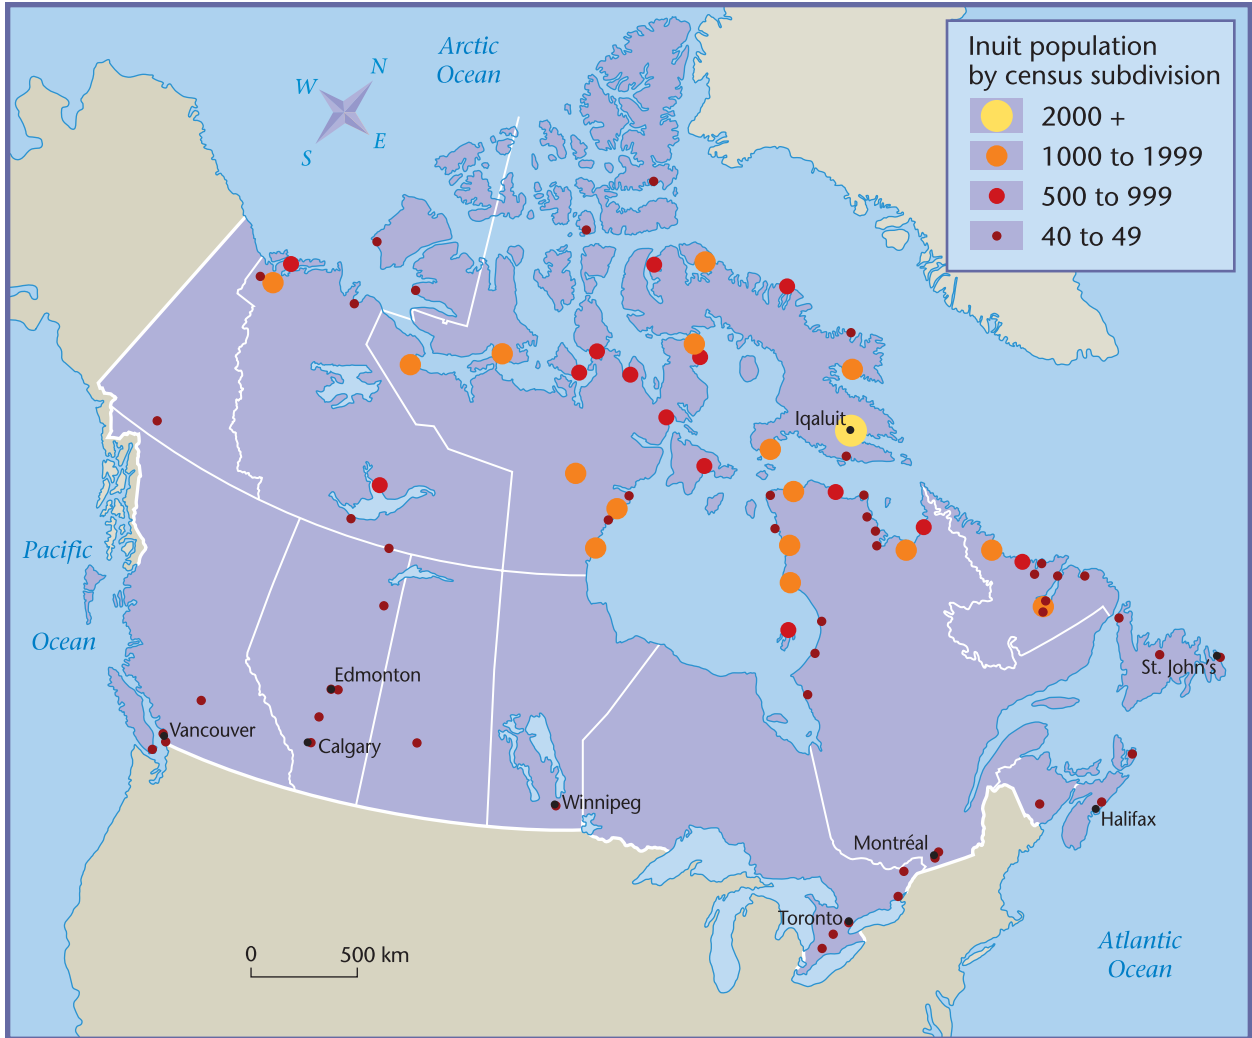 Arctic
Ocean
N
W
E
S
Inuit population
by census subdivision
2000 +
1000 to 1999
500 to 999
40 to 49
Iqaluit
Pacific
Ocean
Edmonton
Vancouver
Calgary
Winnipeg
St. John's
Halifax
Montréal
Toronto
0 500 km
Atlantic
Ocean